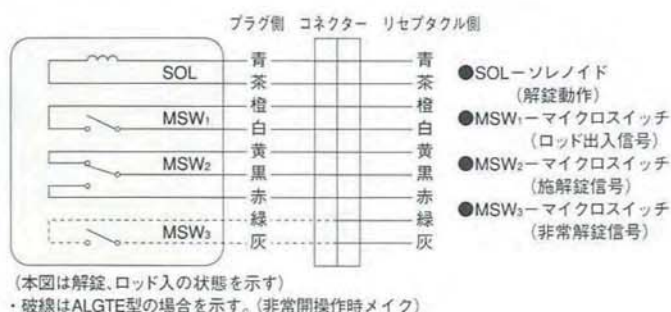 プラグ側 コネクター リセプタクル側
SOL
MSW₁
MSW₂
MSW₃
青
茶
橙
白
黄
黒
赤
緑
灰
青
茶
橙
白
黄
黒
赤
緑
灰
●SOL−ソレノイド
(解錠動作)
●MSW₁−マイクロスイッチ
(ロッド出入信号)
●MSW₂−マイクロスイッチ
(施解錠信号)
●MSW₃−マイクロスイッチ
(非常解錠信号)
(本図は解錠、ロッド入の状態を示す)
・破線はALGTE型の場合を示す。(非常開操作時メイク)